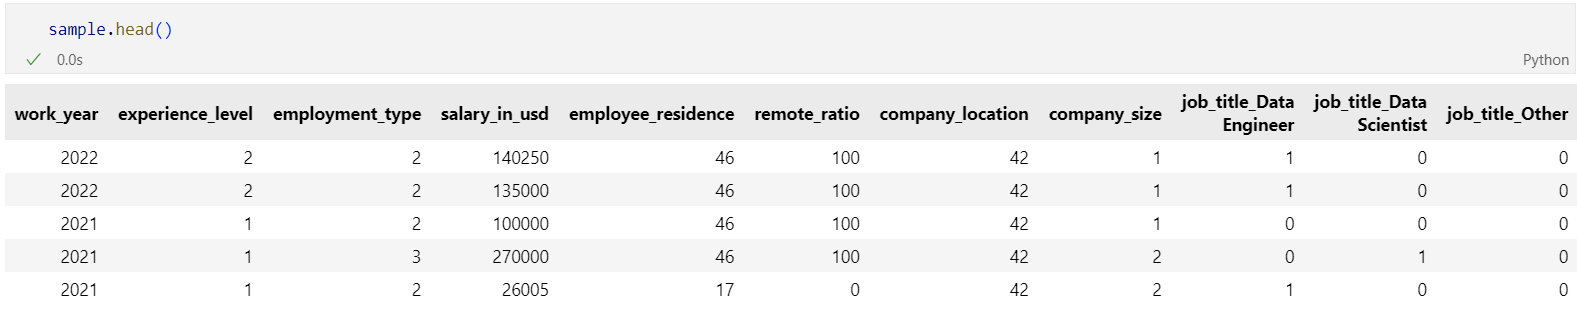 sample.head()
0.0s
Python
work_year experience_level employment_type salary_in_usd employee_residence remote_ratio company_location company_size job_title_Data Engineer job_title_Data Scientist job_title_Other
2022 2 2 140250 46 100 42 1 1 0 0
2022 2 2 135000 46 100 42 1 1 0 0
2021 1 2 100000 46 100 42 1 0 0 0
2021 1 3 270000 46 100 42 2 0 1 0
2021 1 2 26005 17 0 42 2 1 0 0